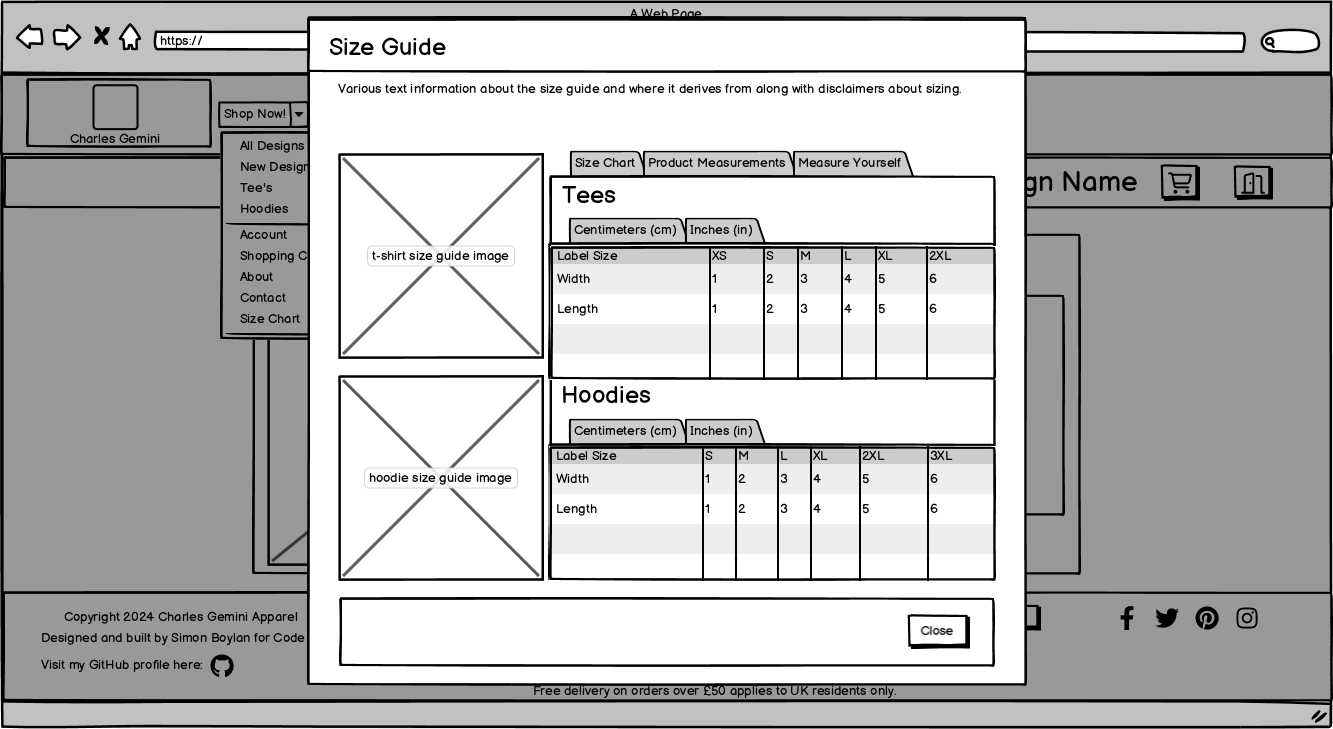 A Web Page
https://
Size Guide
Various text information about the size guide and where it derives from along with disclaimers about sizing.
Charles Gemini
Shop Now!
All Designs
New Design
Tee's
Hoodies
Account
Shopping C
About
Contact
Size Chart
gn Name
Size Chart Product Measurements Measure Yourself
Tees
Centimeters (cm) Inches (in)
t-shirt size guide image
Label Size XS S M L XL 2XL
Width 1 2 3 4 5 6
Length 1 2 3 4 5 6
Hoodies
Centimeters (cm) Inches (in)
hoodie size guide image
Label Size S M L XL 2XL 3XL
Width 1 2 3 4 5 6
Length 1 2 3 4 5 6
Close
Copyright 2024 Charles Gemini Apparel
Designed and built by Simon Boylan for Code
Visit my GitHub profile here:
Free delivery on orders over £50 applies to UK residents only.